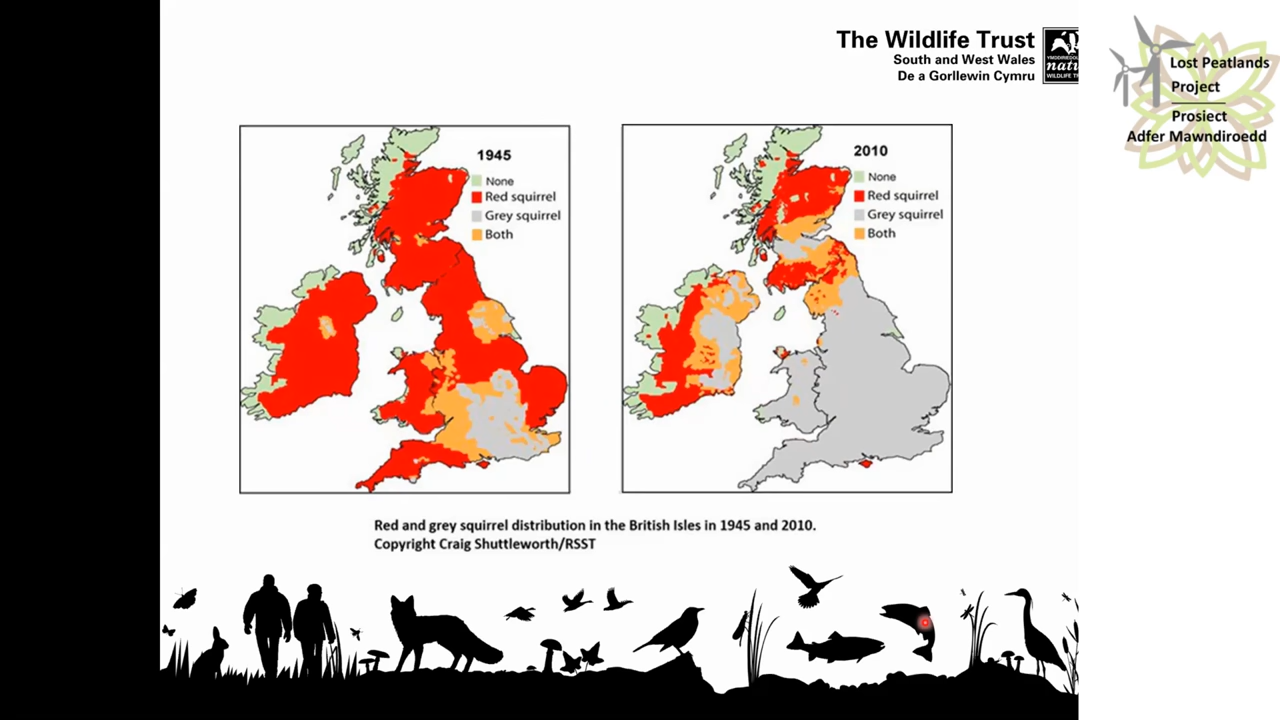 The Wildlife Trust
South and West Wales
De a Gorllewin Cymru
nat
WILDLIFE
Lost Peatlands
Project
Prosiect
Adfer Mawndiroedd
1945
None
Red squirrel
Grey squirrel
Both
2010
None
Red squirrel
Grey squirrel
Both
Red and grey squirrel distribution in the British Isles in 1945 and 2010.
Copyright Craig Shuttleworth/RSST